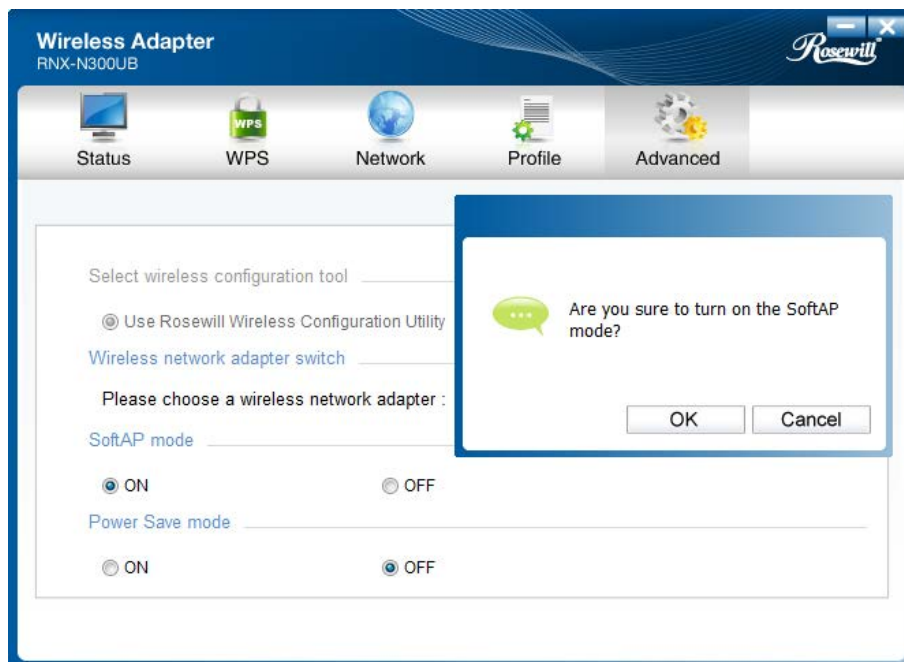 Wireless Adapter
RNX-N300UB
Rosewill
Status
WPS
WPS
Network
Profile
Advanced
Select wireless configuration tool
Use Rosewill Wireless Configuration Utility
Wireless network adapter switch
Please choose a wireless network adapter :
SoftAP mode
ON
OFF
Power Save mode
ON
OFF
Are you sure to turn on the SoftAP
mode?
OK
Cancel